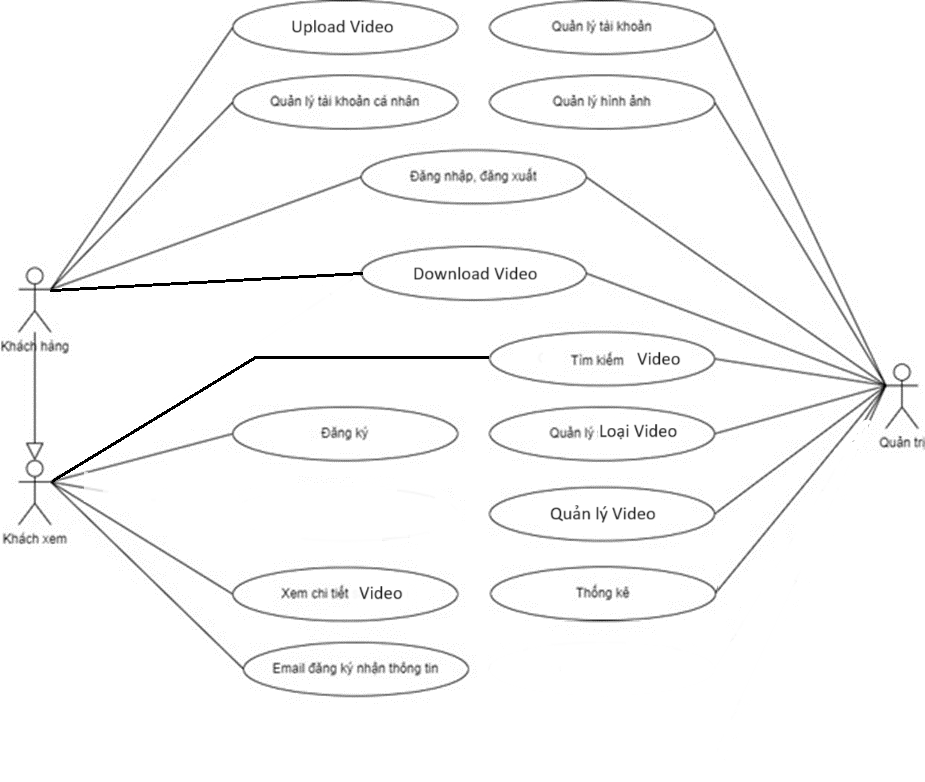 Upload Video
Quản lý tài khoản
Quản lý tài khoản cá nhân
Quản lý hình ảnh
Đăng nhập, đăng xuất
Download Video
Khách hàng
Tìm kiếm Video
Đăng ký
Quản lý Loại Video
Quản trị
Quản lý Video
Khách xem
Xem chi tiết Video
Thống kê
Email đăng ký nhận thông tin